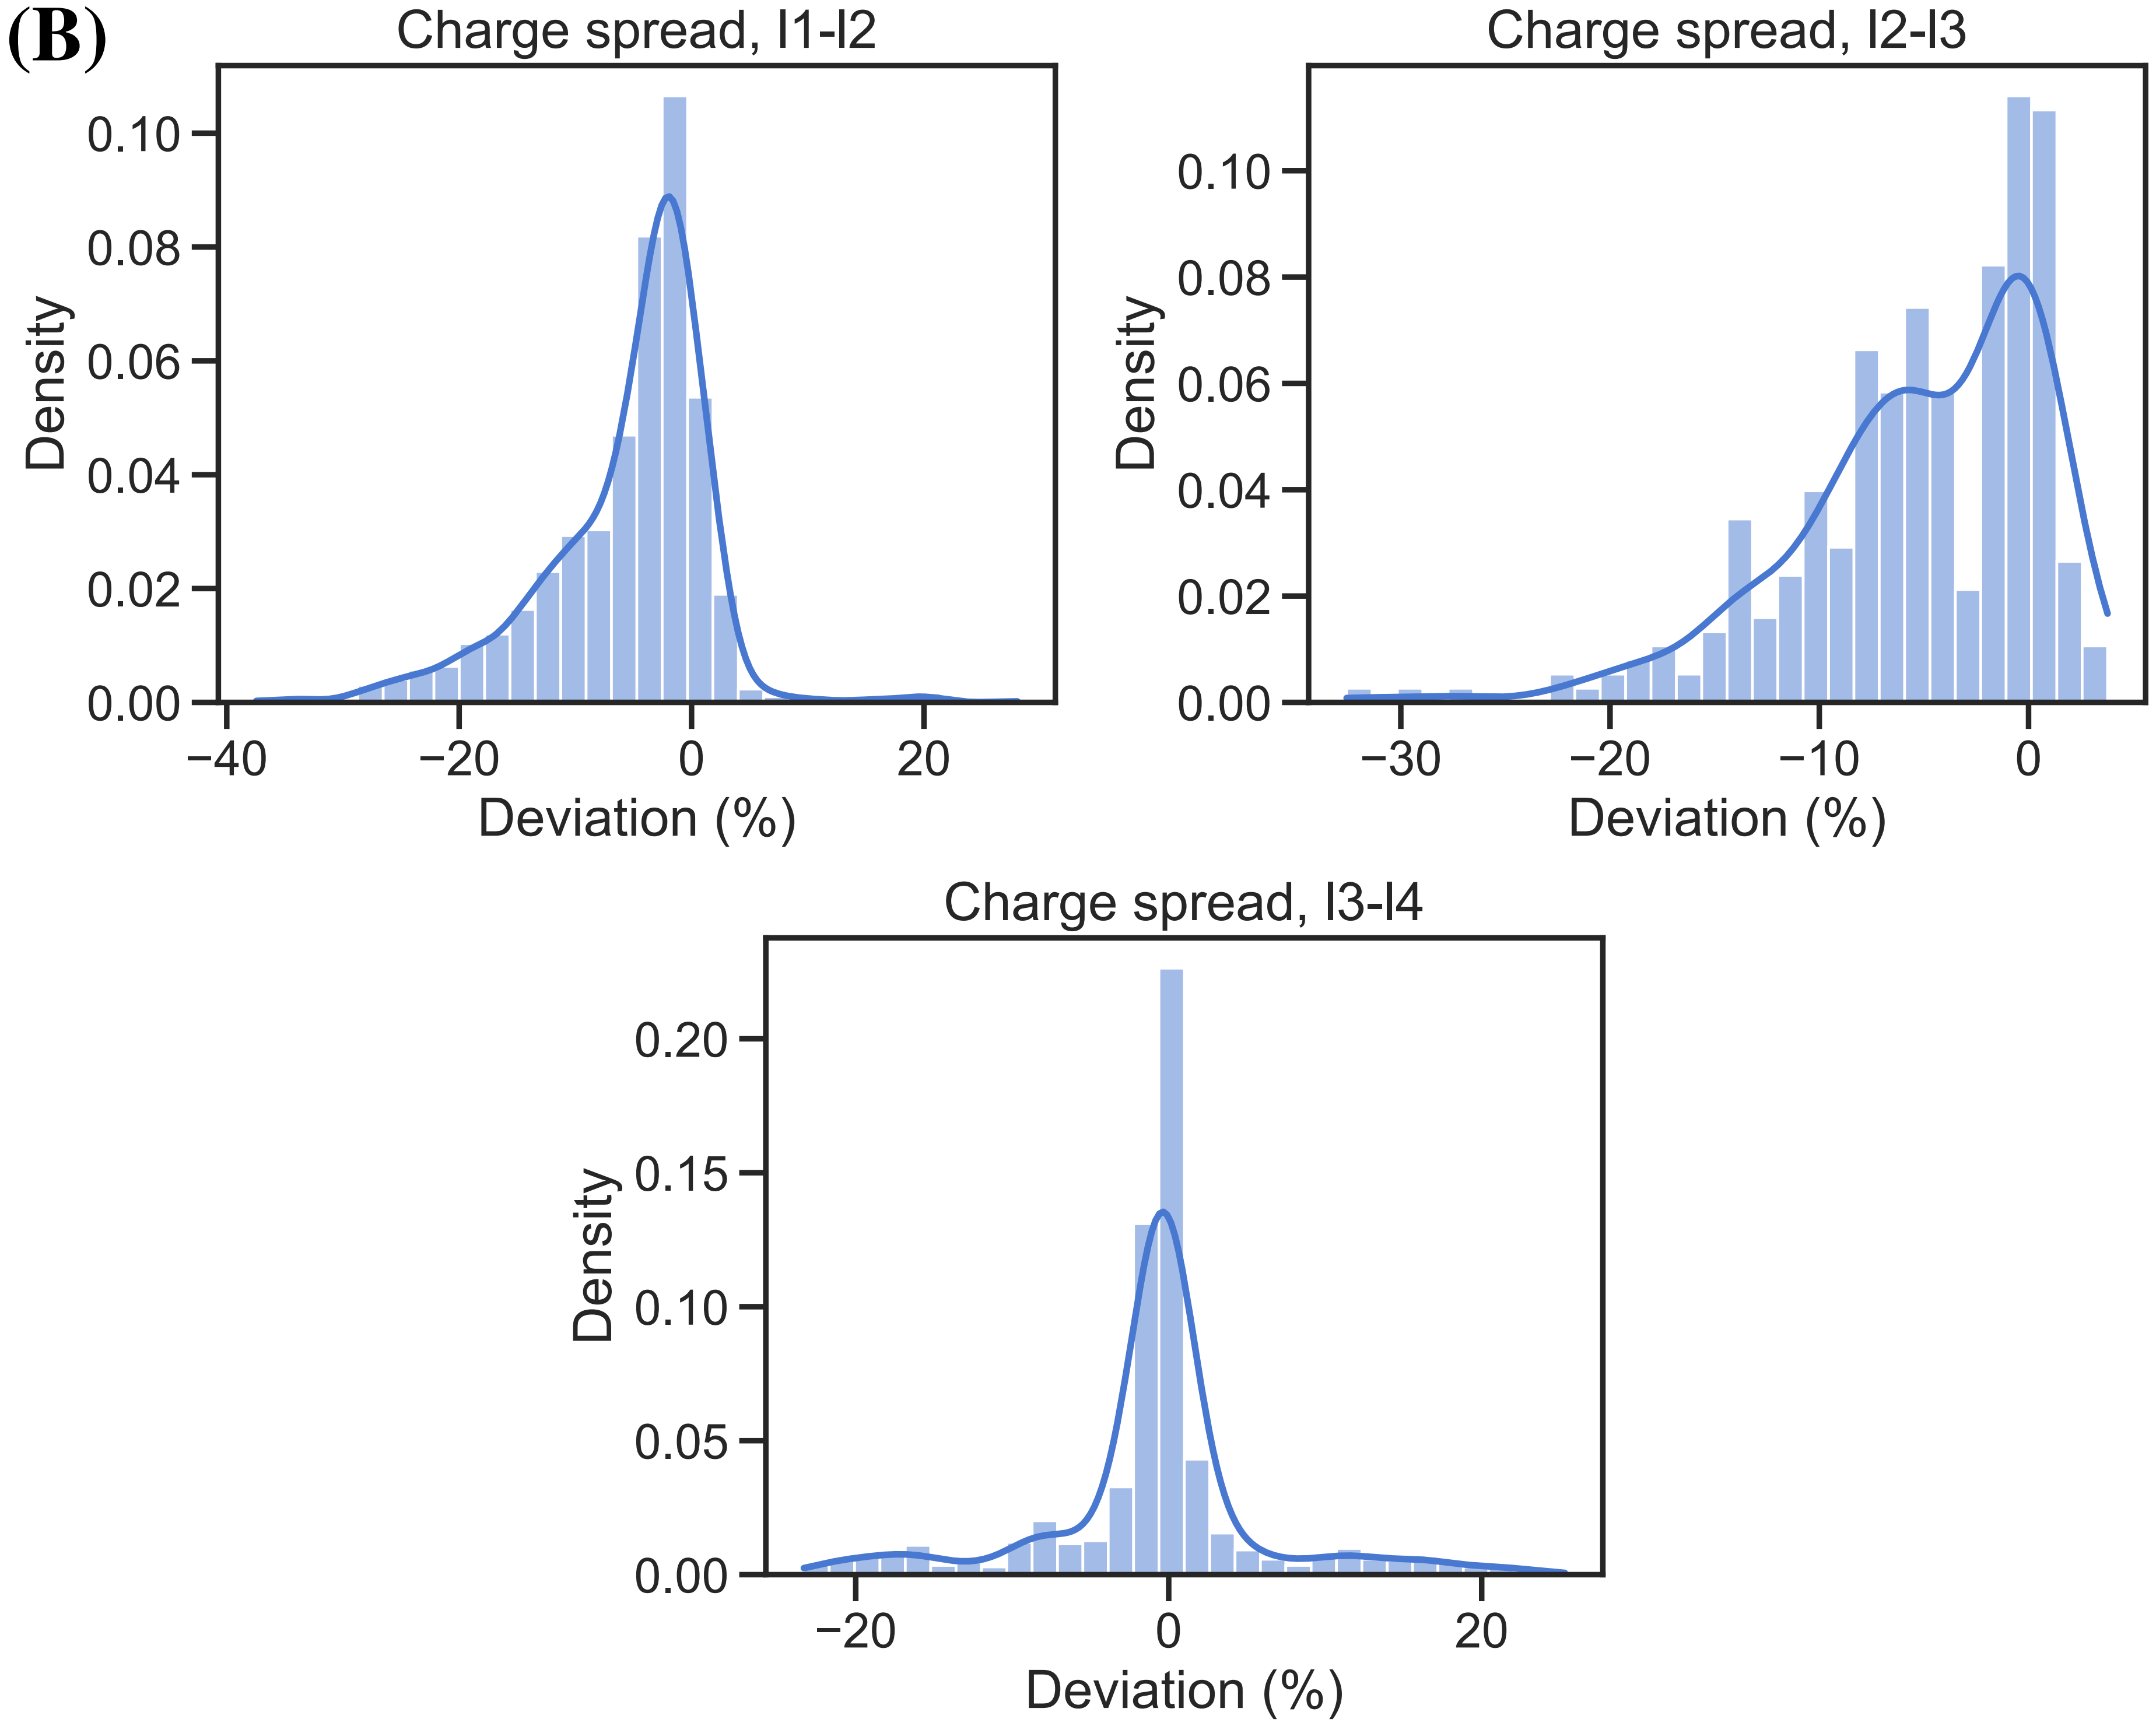 (B)
Charge spread, I1-I2
Density
0.10
0.08
0.06
0.04
0.02
0.00
−40 −20 0 20
Deviation (%)
Charge spread, I2-I3
Density
0.10
0.08
0.06
0.04
0.02
0.00
−30 −20 −10 0
Deviation (%)
Charge spread, I3-I4
Density
0.20
0.15
0.10
0.05
0.00
−20 0 20
Deviation (%)